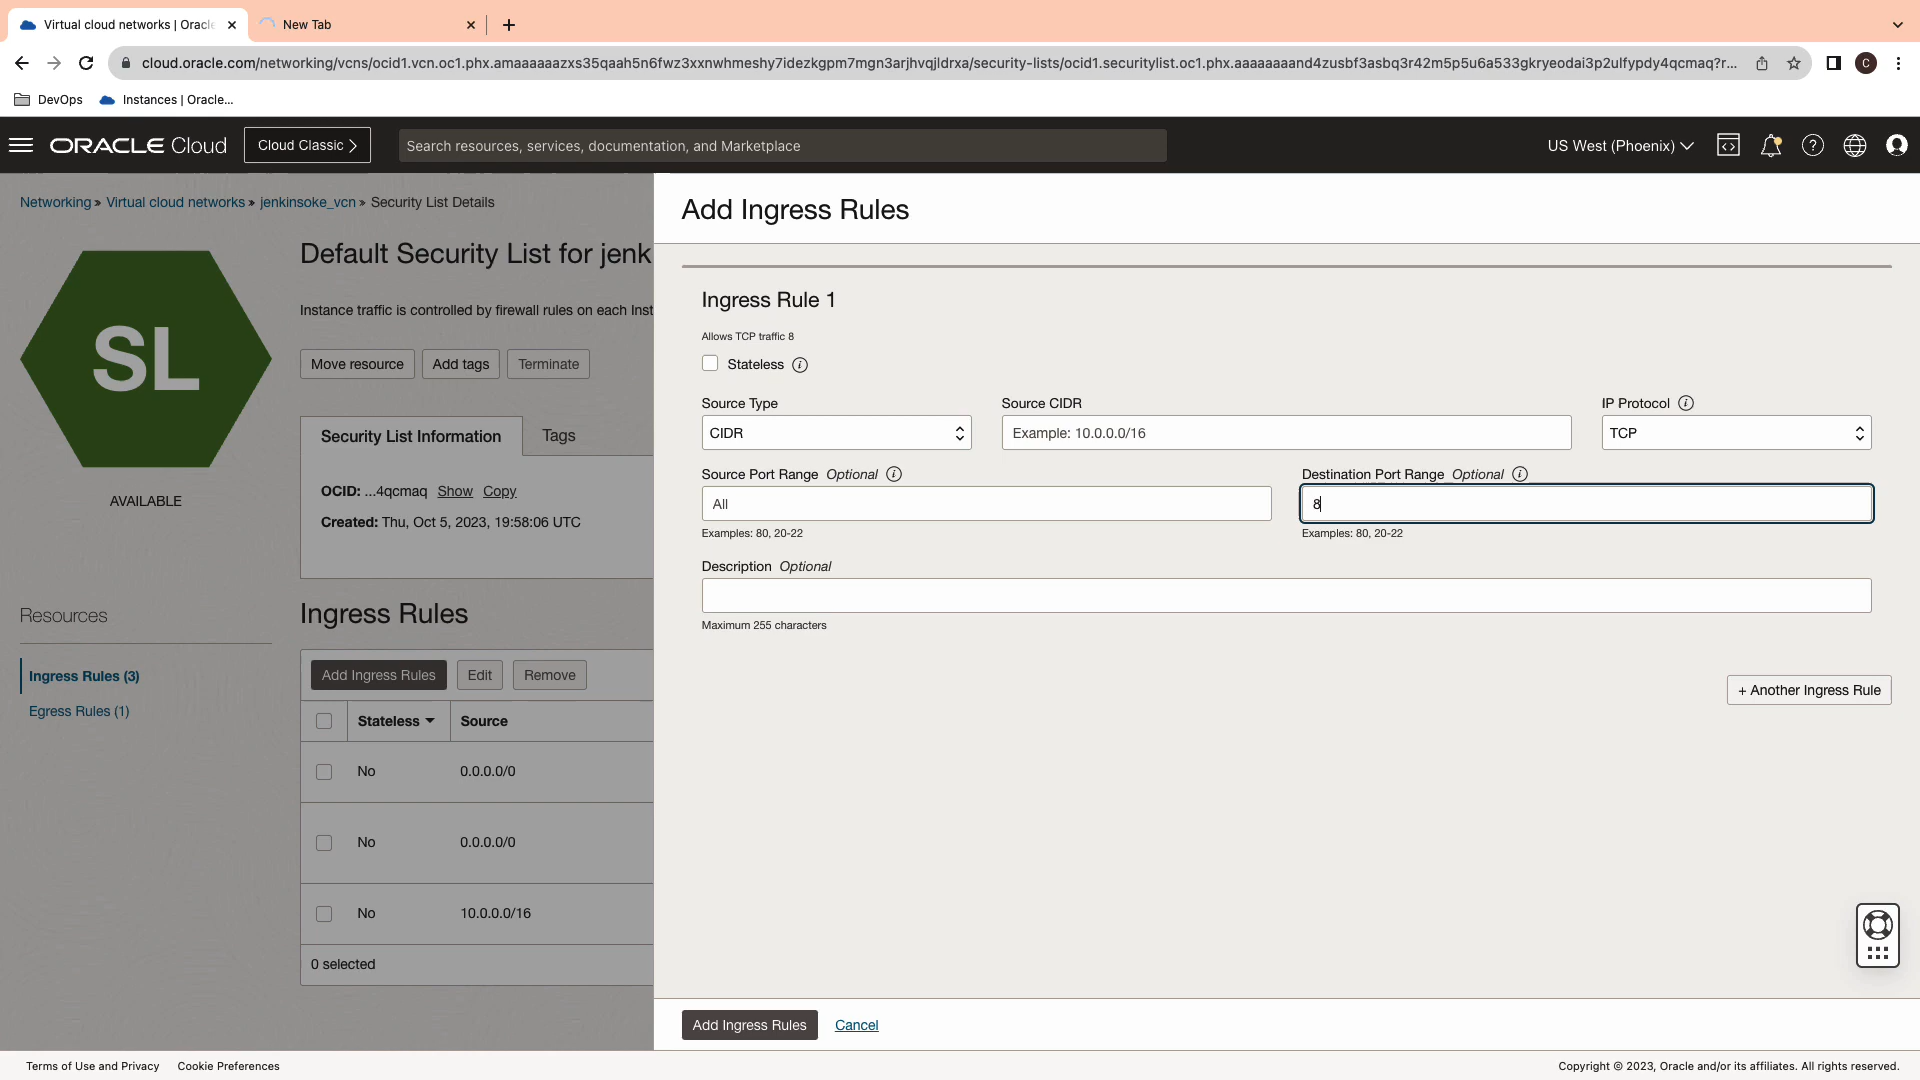 Virtual cloud networks | Oracle
New Tab
cloud.oracle.com/networking/vcns/ocid1.vcn.oc1.phx.amaaaaaazxs35qaah5n6fwz3xxnwhmeshy7idezkgpm7mgn3arjhvqjldrxa/security-lists/ocid1.securitylist.oc1.phx.aaaaaaaand4zusbf3asbq3r42m5p5u6a533gkryeodai3p2ulfypdy4qcmaq?r...
C
DevOps
Instances | Oracle...
ORACLE Cloud
Cloud Classic
Search resources, services, documentation, and Marketplace
US West (Phoenix)
Networking » Virtual cloud networks » jenkinsoke_vcn » Security List Details
SL
AVAILABLE
Default Security List for jenk
Instance traffic is controlled by firewall rules on each Inst
Move resource
Add tags
Terminate
Security List Information
Tags
OCID: ...4qcmaq Show Copy
Created: Thu, Oct 5, 2023, 19:58:06 UTC
Resources
Ingress Rules (3)
Egress Rules (1)
Ingress Rules
Add Ingress Rules
Edit
Remove
Stateless
Source
No
0.0.0.0/0
No
0.0.0.0/0
No
10.0.0.0/16
0 selected
Add Ingress Rules
Ingress Rule 1
Allows TCP traffic 8
Stateless
Source Type
CIDR
Source CIDR
Example: 10.0.0.0/16
IP Protocol
TCP
Source Port Range Optional
All
Examples: 80, 20-22
Destination Port Range Optional
8
Examples: 80, 20-22
Description Optional
Maximum 255 characters
+ Another Ingress Rule
Add Ingress Rules
Cancel
Terms of Use and Privacy
Cookie Preferences
Copyright © 2023, Oracle and/or its affiliates. All rights reserved.